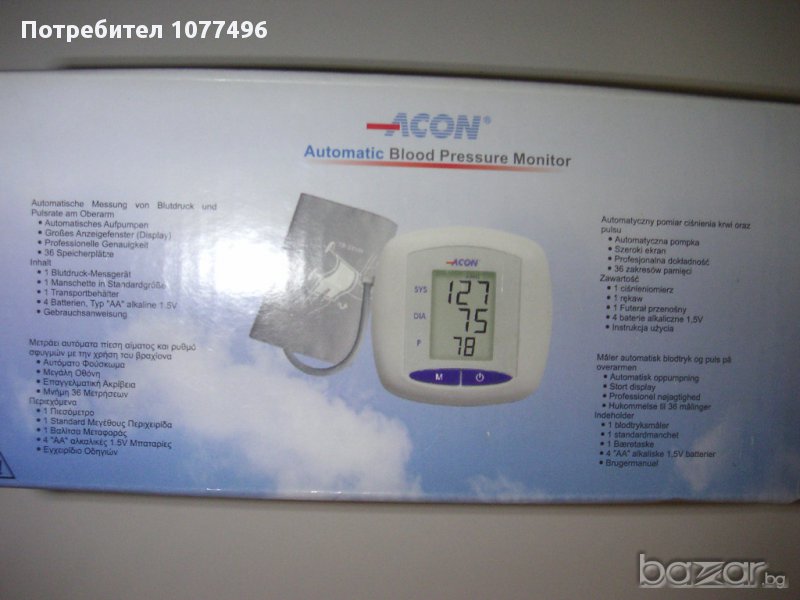 Потребител 1077496
ACON®
Automatic Blood Pressure Monitor
Automatische Messung von Blutdruck und
Pulsrate am Oberarm
• Automatisches Aufpumpen
• Großes Anzeigefenster (Display)
• Professionelle Genauigkeit
• 36 Speicherplätze
Inhalt
• 1 Blutdruck-Messgerät
• 1 Manschette in Standardgröße
• 1 Transportbehälter
• 4 Batterien, Typ "AA" alkaline 1.5V
• Gebrauchsanweisung
Μετράει αυτόματα πίεση αίματος και ρυθμό
σφυγμών με την χρήση του βραχίονα
• Αυτόματο Φούσκωμα
• Μεγάλη Οθόνη
• Επαγγελματική Ακρίβεια
• Μνήμη 36 Μετρήσεων
Περιεχόμενα
• 1 Πιεσόμετρο
• 1 Standard Μεγέθους Περιχειρίδα
• 1 Βαλίτσα Μεταφοράς
• 4 "AA" αλκαλικές 1.5V Μπαταρίες
• Εγχειρίδιο Οδηγιών
ACON
SYS 127
DIA 75
P 78
M
Automatyczny pomiar ciśnienia krwi oraz
pulsu
• Automatyczna pompka
• Szeroki ekran
• Profesjonalna dokładność
• 36 zakresów pamięci
Zawartość
• 1 ciśnieniomierz
• 1 rękaw
• 1 Futerał przenośny
• 4 baterie alkaliczne 1,5V
• Instrukcja użycia
Måler automatisk blodtryk og puls på
overarmen
• Automatisk oppumpning
• Stort display
• Professionel nøjagtighed
• Hukommelse til 36 målinger
Indeholder
• 1 blodtryksmåler
• 1 standardmanchet
• 1 Bæretaske
• 4 "AA" alkaliske 1,5V batterier
• Brugermanuel
bazar.bg